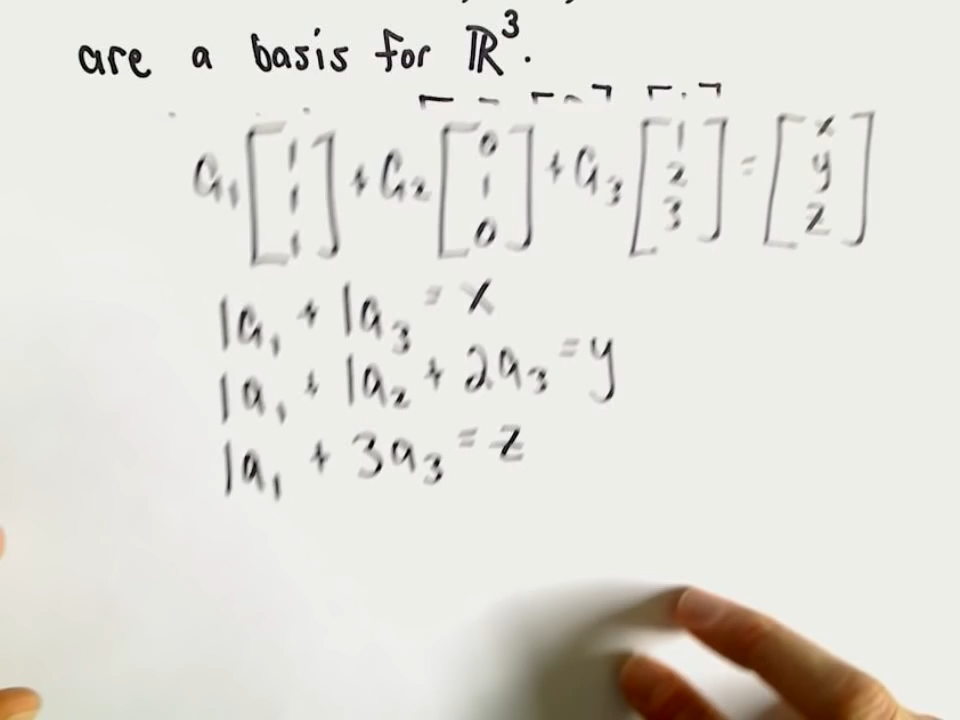 are a basis for ℝ³.
a₁ [1 1 1] + a₂ [0 1 0] + a₃ [1 2 3] = [x y z]
1a₁ + 1a₃ = x
1a₁ + 1a₂ + 2a₃ = y
1a₁ + 3a₃ = z